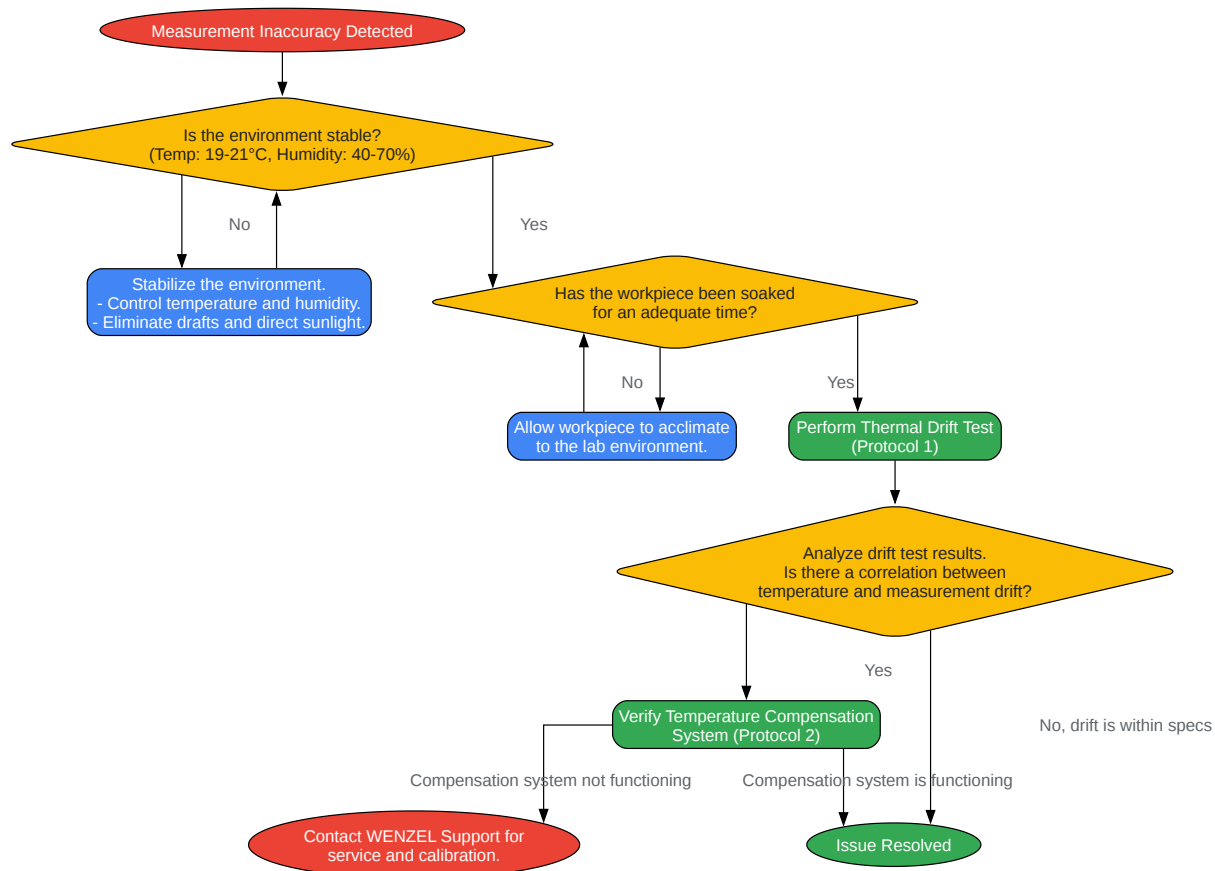 Measurement Inaccuracy Detected
Is the environment stable?
(Temp: 19-21°C, Humidity: 40-70%)
No
Yes
Stabilize the environment.
- Control temperature and humidity.
- Eliminate drafts and direct sunlight.
Has the workpiece been soaked
for an adequate time?
No
Yes
Allow workpiece to acclimate
to the lab environment.
Perform Thermal Drift Test
(Protocol 1)
Analyze drift test results.
Is there a correlation between
temperature and measurement drift?
Yes
No, drift is within specs
Verify Temperature Compensation
System (Protocol 2)
Compensation system not functioning
Compensation system is functioning
Contact WENZEL Support for
service and calibration.
Issue Resolved